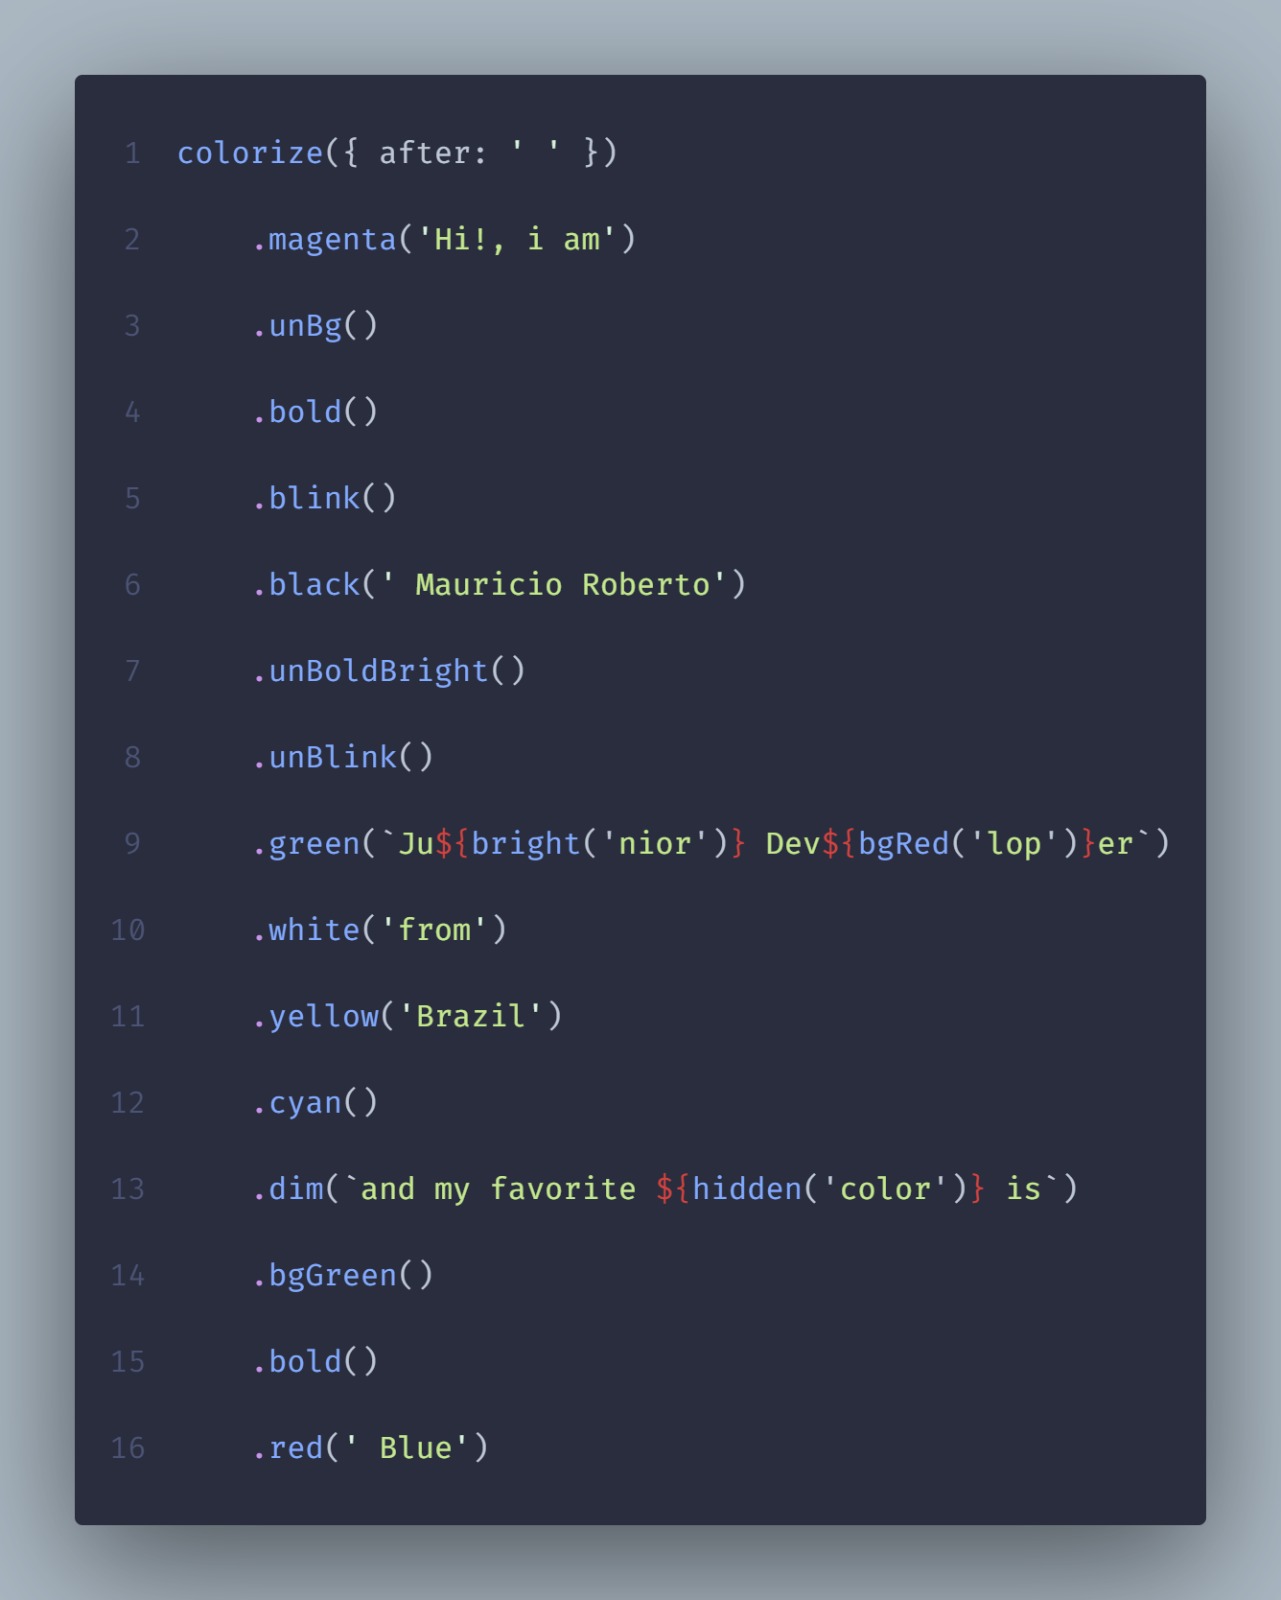 1 colorize({ after: ' ' })
2     .magenta('Hi!, i am')
3     .unBg()
4     .bold()
5     .blink()
6     .black(' Mauricio Roberto')
7     .unBoldBright()
8     .unBlink()
9     .green(`Ju${bright('nior')} Dev${bgRed('lop')}er`)
10     .white('from')
11     .yellow('Brazil')
12     .cyan()
13     .dim(`and my favorite ${hidden('color')} is`)
14     .bgGreen()
15     .bold()
16     .red(' Blue')